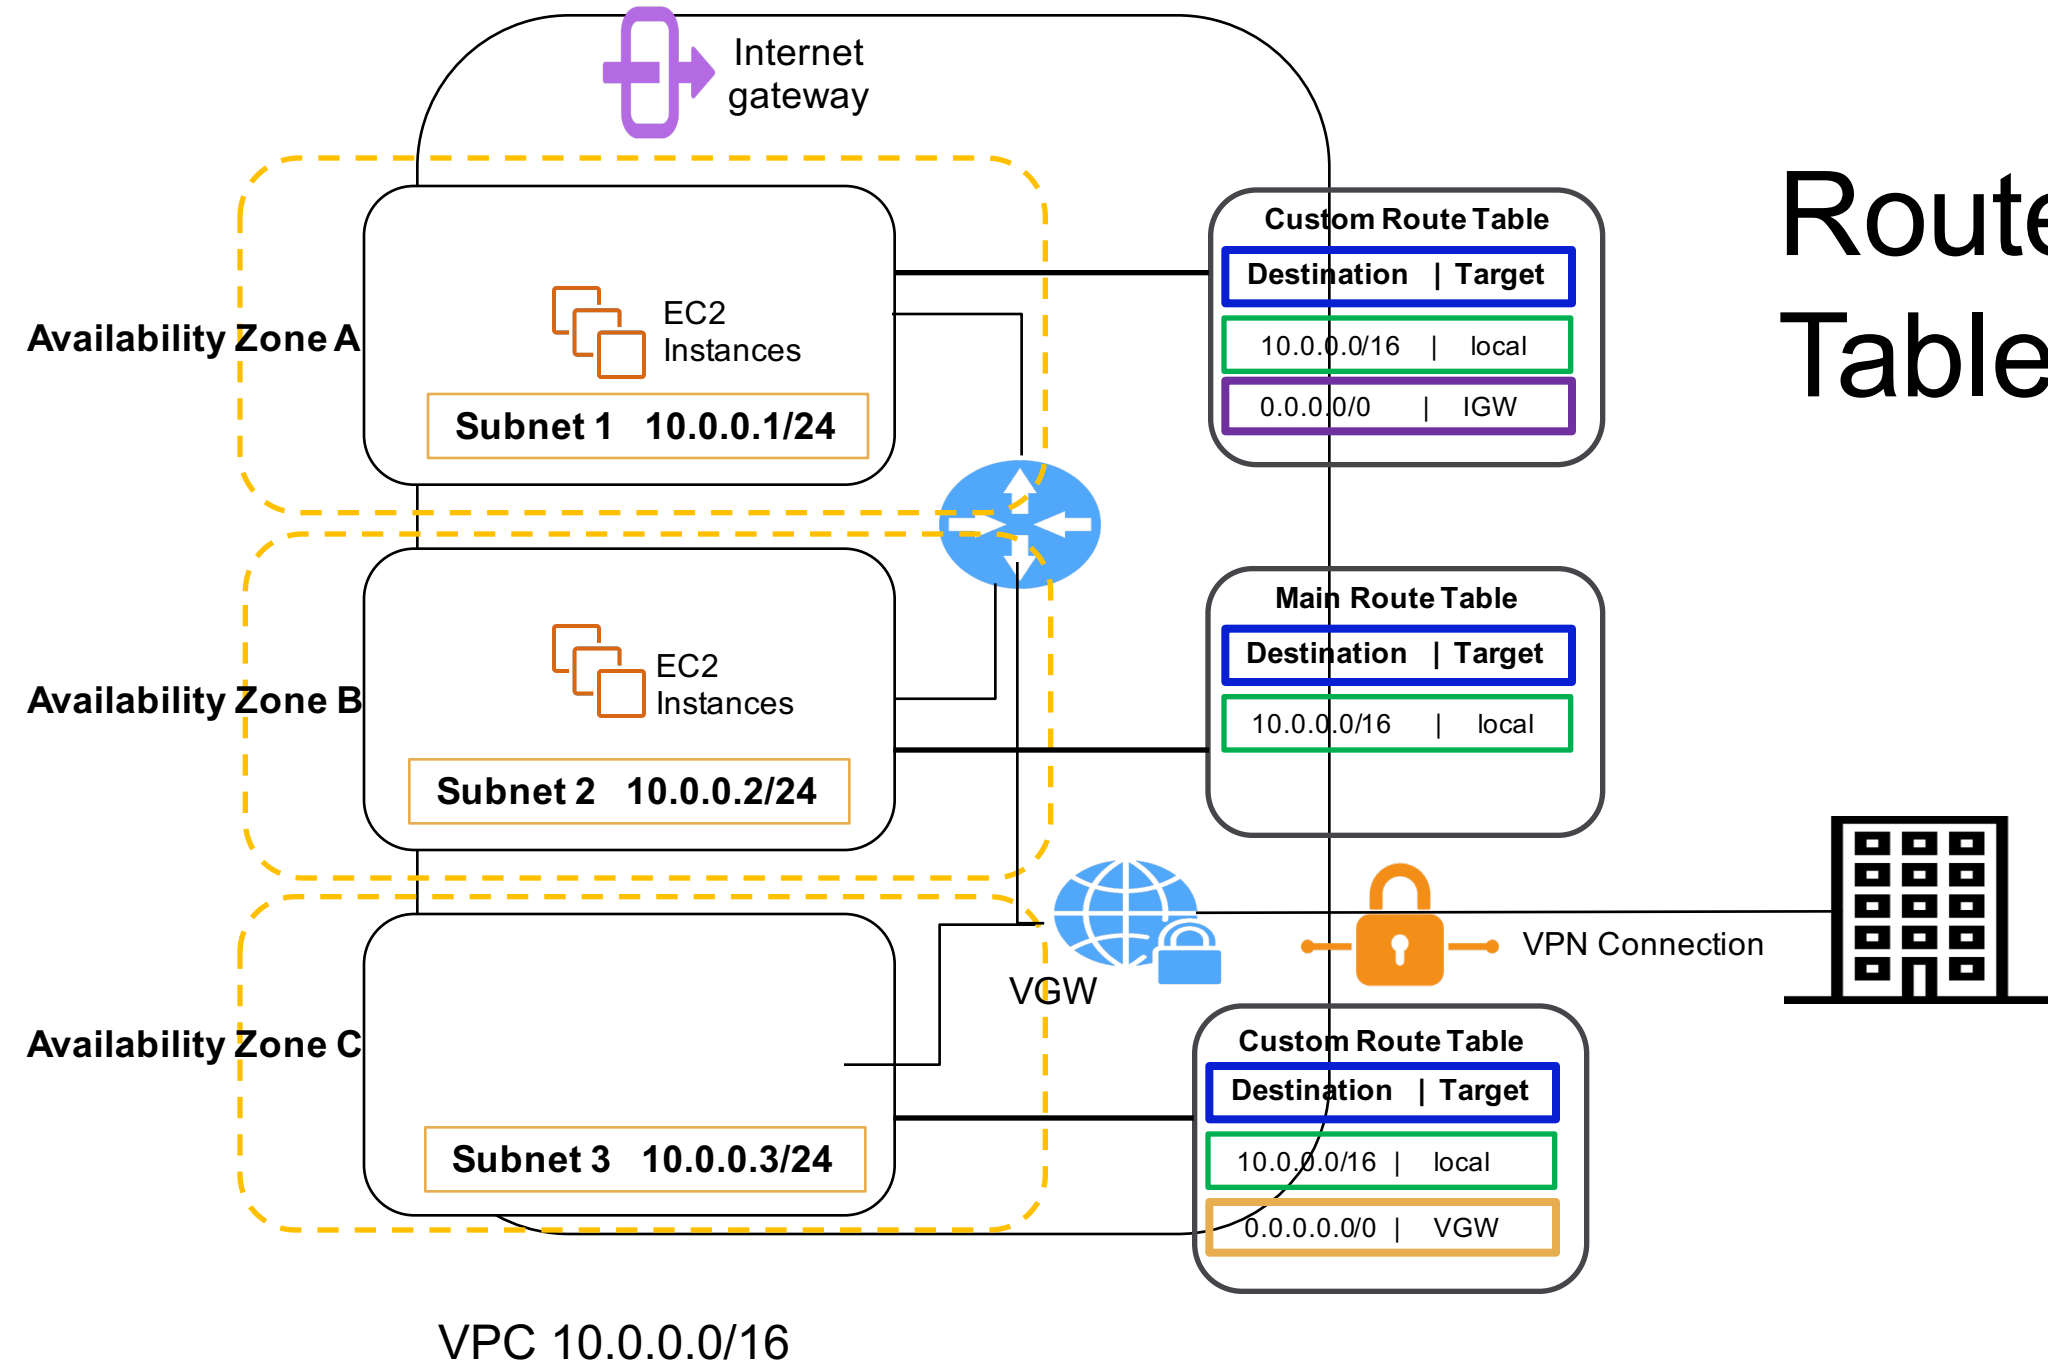 Internet
gateway
Route
Table
Custom Route Table
Destination | Target
10.0.0.0/16 | local
0.0.0.0/0 | IGW
Availability Zone A
EC2
Instances
Subnet 1 10.0.0.1/24
Main Route Table
Destination | Target
10.0.0.0/16 | local
Availability Zone B
EC2
Instances
Subnet 2 10.0.0.2/24
VPN Connection
VGW
Availability Zone C
Custom Route Table
Destination | Target
10.0.0.0/16 | local
0.0.0.0.0/0 | VGW
Subnet 3 10.0.0.3/24
VPC 10.0.0.0/16